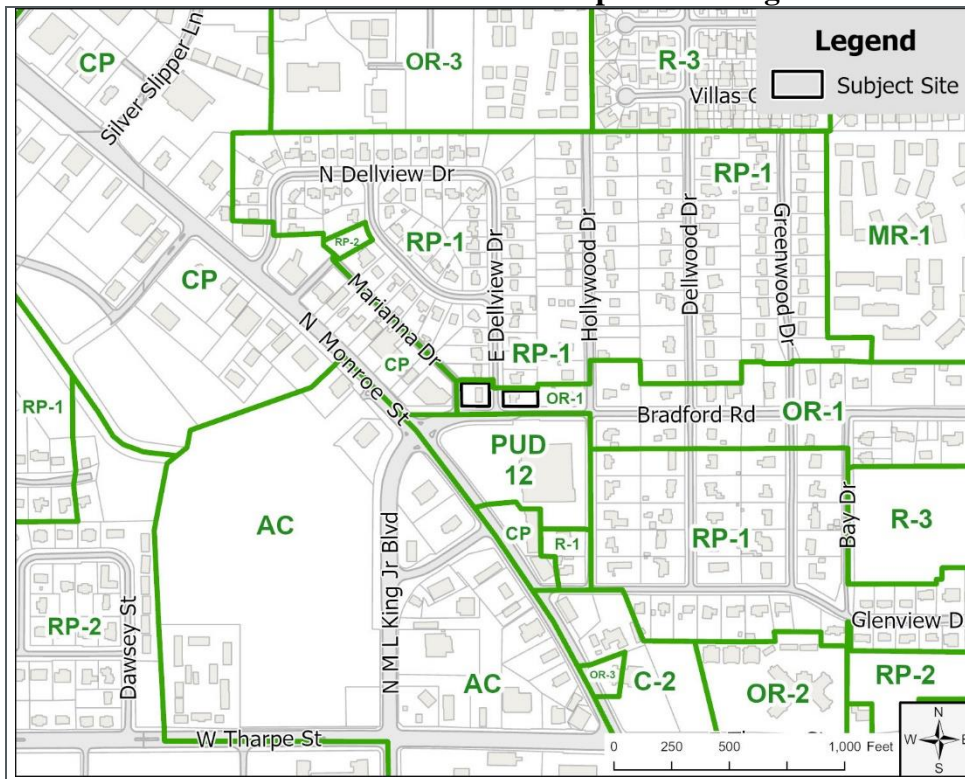 CP
Silver Slipper Ln
OR-3
R-3
Villas
Legend
Subject Site
N Dellview Dr
RP-1
RP-2
RP-1
MR-1
CP
Marianna Dr
E Dellview Dr
Hollywood Dr
Dellwood Dr
Greenwood Dr
N Monroe St
CP
RP-1
OR-1
Bradford Rd
OR-1
RP-1
PUD
12
AC
N M L King Jr Blvd
CP
R-1
RP-1
Bay Dr
R-3
RP-2
Dawsey St
Glenview D
AC
OR-3
C-2
OR-2
RP-2
W Tharpe St
0 250 500 1,000 Feet
N
W E
S